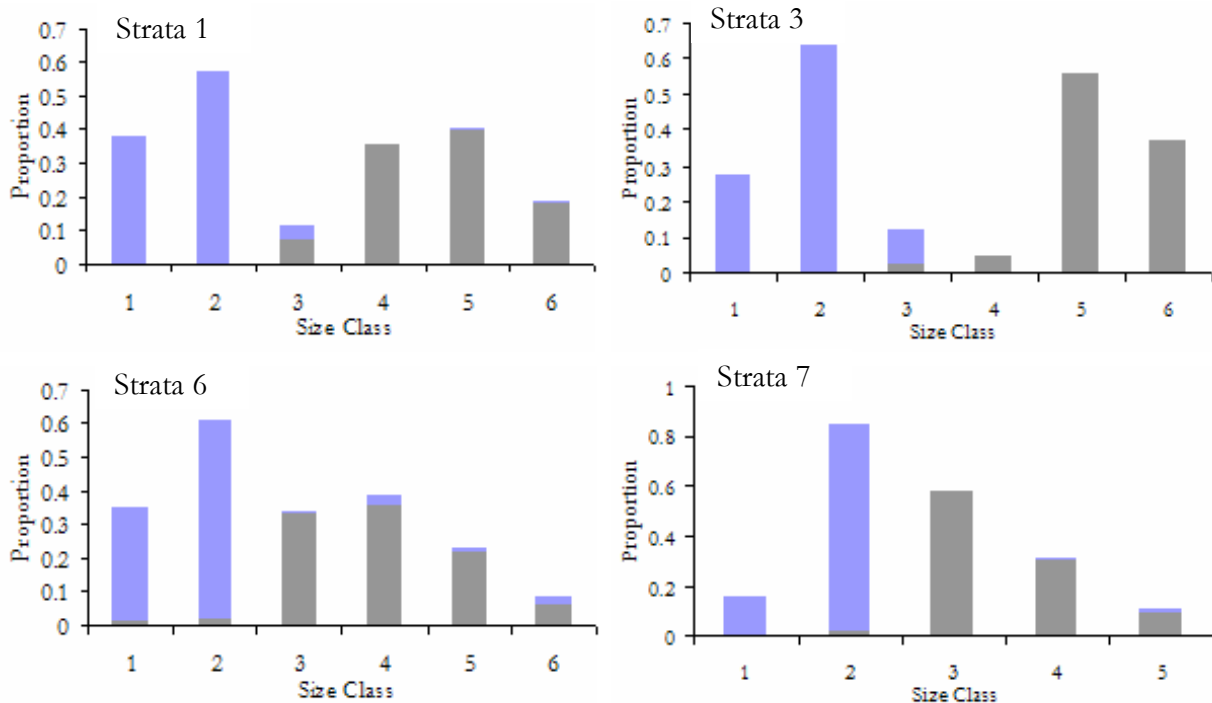 Strata 1
Proportion
0.7
0.6
0.5
0.4
0.3
0.2
0.1
0
1 2 3 4 5 6
Size Class
Strata 3
Proportion
0.7
0.6
0.5
0.4
0.3
0.2
0.1
0
1 2 3 4 5 6
Size Class
Strata 6
Proportion
0.7
0.6
0.5
0.4
0.3
0.2
0.1
0
1 2 3 4 5 6
Size Class
Strata 7
Proportion
1
0.8
0.6
0.4
0.2
0
1 2 3 4 5
Size Class